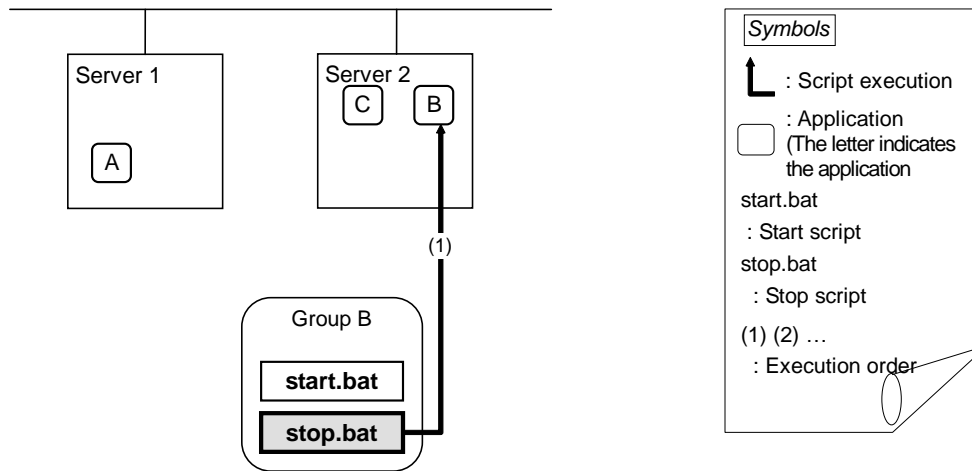 Server 1
A
Server 2
C
B
(1)
Group B
start.bat
stop.bat
Symbols
: Script execution
: Application
(The letter indicates
the application
start.bat
: Start script
stop.bat
: Stop script
(1) (2) …
: Execution order